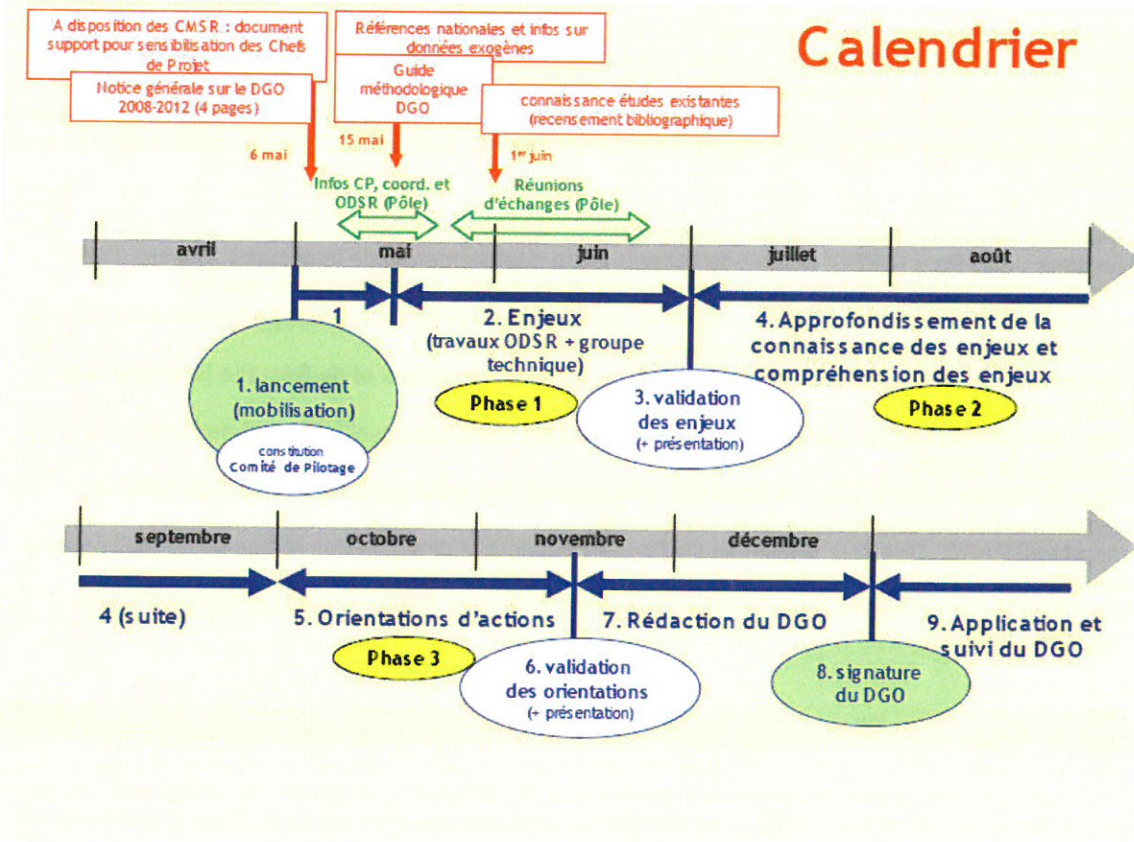 Calendrier
A disposition des CMSR : document
support pour sensibilisation des Chefs
de Projet
Notice générale sur le DGO
2008-2012 (4 pages)
Références nationales et infos sur
données exogènes
Guide
méthodologique
DGO
connaissance études existantes
(recensement bibliographique)
6 mai
15 mai
1er juin
Infos CP, coord. et
ODSR (Pôle)
Réunions
d'échanges (Pôle)
avril
mai
juin
juillet
août
1
2. Enjeux
(travaux ODSR + groupe
technique)
4. Approfondissement de la
connaissance des enjeux et
compréhension des enjeux
1. lancement
(mobilisation)
constitution
Comité de Pilotage
Phase 1
3. validation
des enjeux
(+ présentation)
Phase 2
septembre
octobre
novembre
décembre
4 (suite)
5. Orientations d'actions
7. Rédaction du DGO
9. Application et
suivi du DGO
Phase 3
6. validation
des orientations
(+ présentation)
8. signature
du DGO